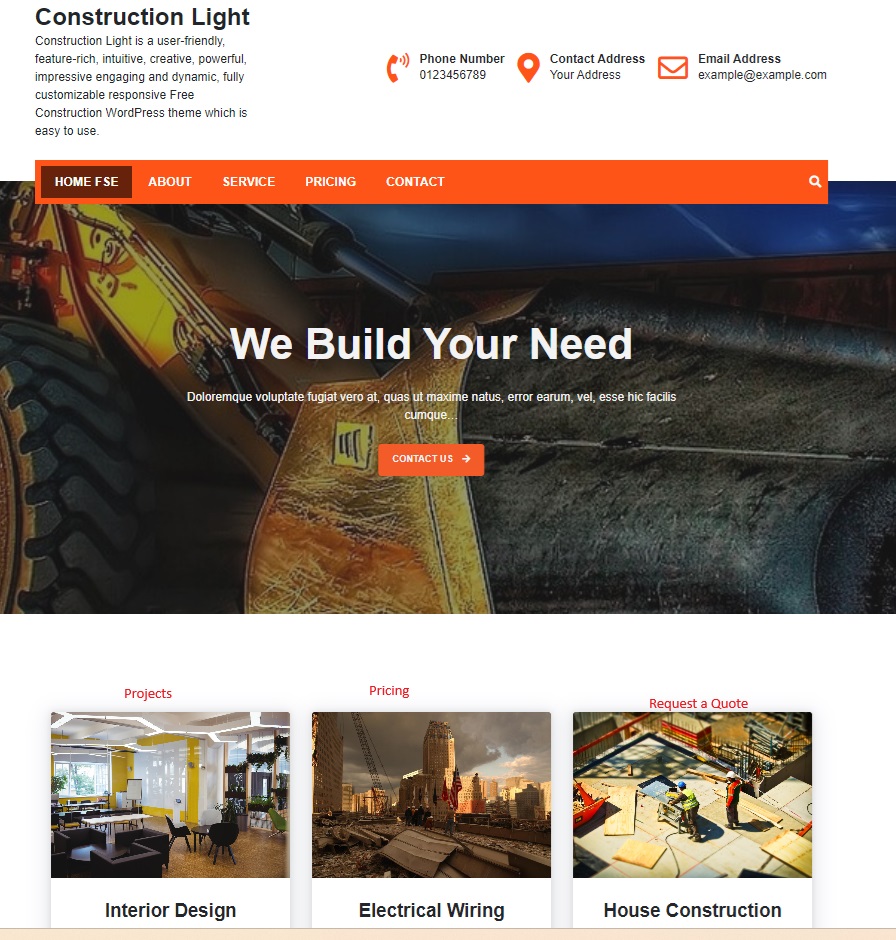 Construction Light
Construction Light is a user-friendly,
feature-rich, intuitive, creative, powerful,
impressive engaging and dynamic, fully
customizable responsive Free
Construction WordPress theme which is
easy to use.
Phone Number
0123456789
Contact Address
Your Address
Email Address
example@example.com
HOME FSE ABOUT SERVICE PRICING CONTACT
We Build Your Need
Doloremque voluptate fugiat vero at, quas ut maxime natus, error earum, vel, esse hic facilis
cumque...
CONTACT US
Projects
Pricing
Request a Quote
Interior Design
Electrical Wiring
House Construction